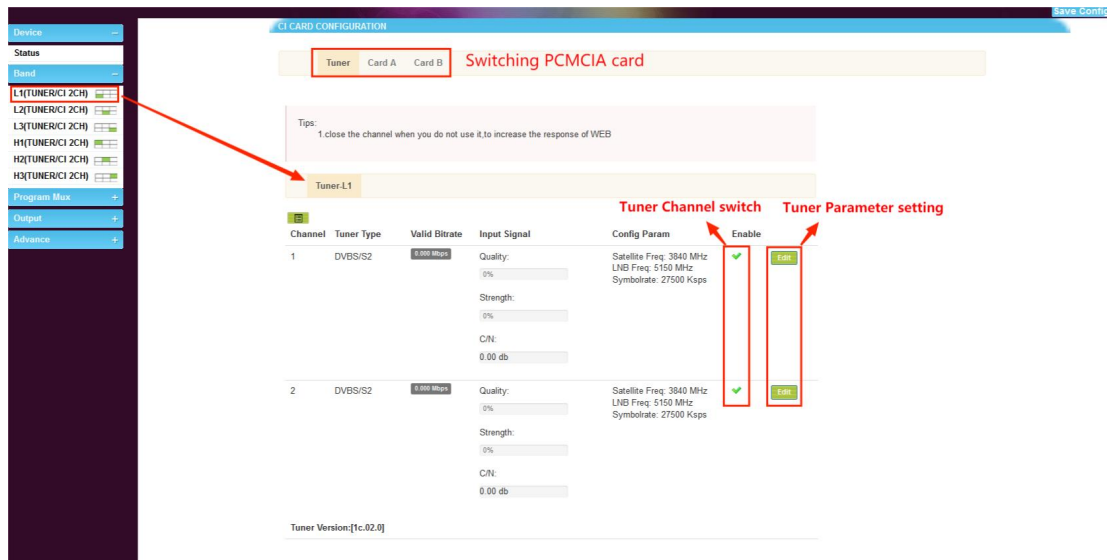 Save Config
Device
CI CARD CONFIGURATION
Status
Tuner Card A Card B Switching PCMCIA card
Band
L1(TUNER/CI 2CH)
L2(TUNER/CI 2CH)
L3(TUNER/CI 2CH)
H1(TUNER/CI 2CH)
H2(TUNER/CI 2CH)
H3(TUNER/CI 2CH)
Program Mux
Output
Advance
Tips:
1.close the channel when you do not use it,to increase the response of WEB
Tuner-L1
Tuner Channel switch Tuner Parameter setting
Channel Tuner Type Valid Bitrate Input Signal Config Param Enable
1 DVBS/S2 0.000 Mbps Quality: Satellite Freq: 3840 MHz Edit
LNB Freq: 5150 MHz
0% Symbolrate: 27500 Ksps
Strength:
0%
C/N:
0.00 db
2 DVBS/S2 0.000 Mbps Quality: Satellite Freq: 3840 MHz Edit
LNB Freq: 5150 MHz
0% Symbolrate: 27500 Ksps
Strength:
0%
C/N:
0.00 db
Tuner Version:[1c.02.0]